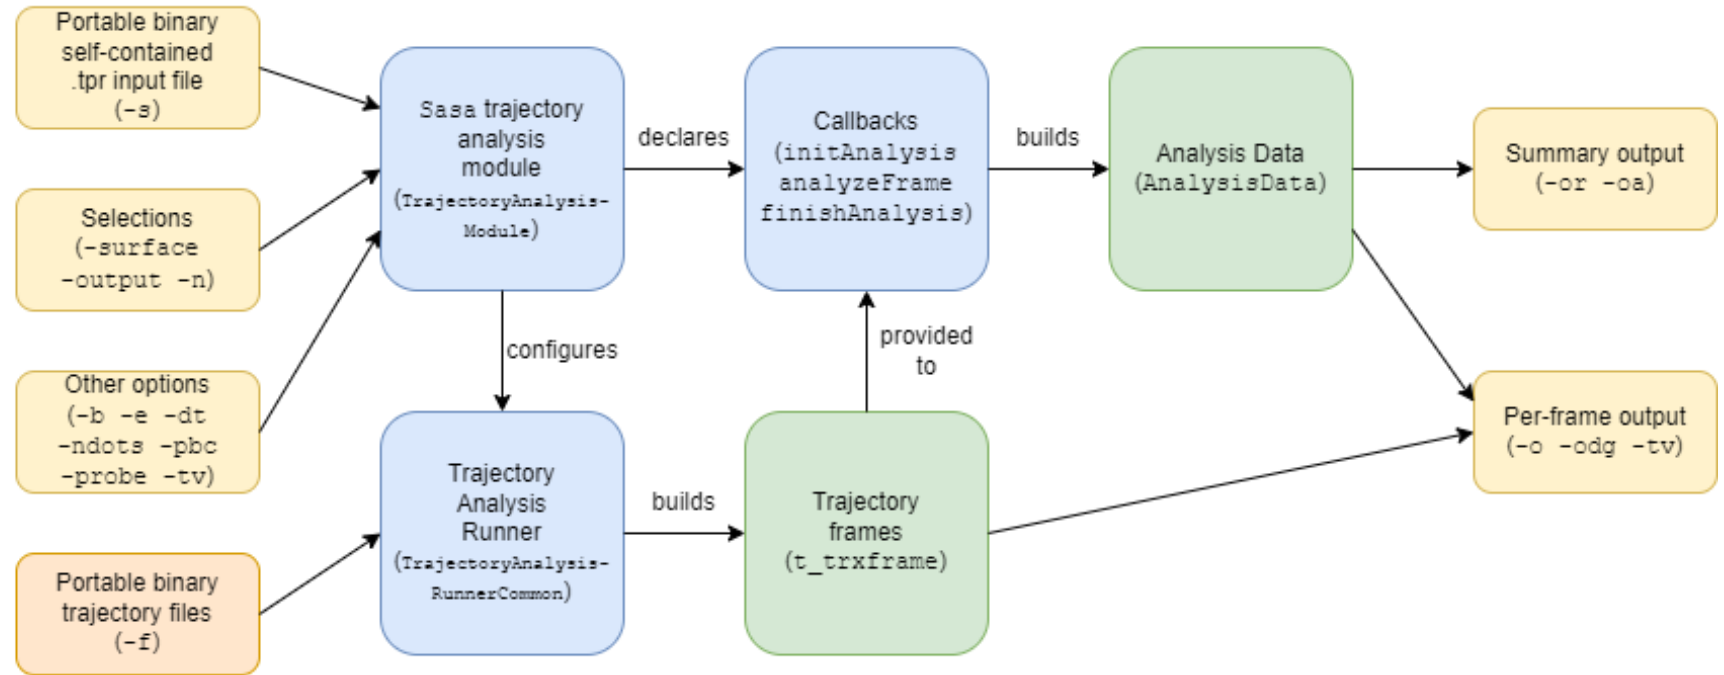 Portable binary
self-contained
.tpr input file
(-s)
Selections
(-surface
-output -n)
Other options
(-b -e -dt
-ndots -pbc
-probe -tv)
Portable binary
trajectory files
(-f)
Sasa trajectory
analysis
module
(TrajectoryAnalysis-
Module)
declares
configures
Trajectory
Analysis
Runner
(TrajectoryAnalysis-
RunnerCommon)
builds
Callbacks
(initAnalysis
analyzeFrame
finishAnalysis)
builds
provided
to
Trajectory
frames
(t_trxframe)
Analysis Data
(AnalysisData)
Summary output
(-or -oa)
Per-frame output
(-o -odg -tv)